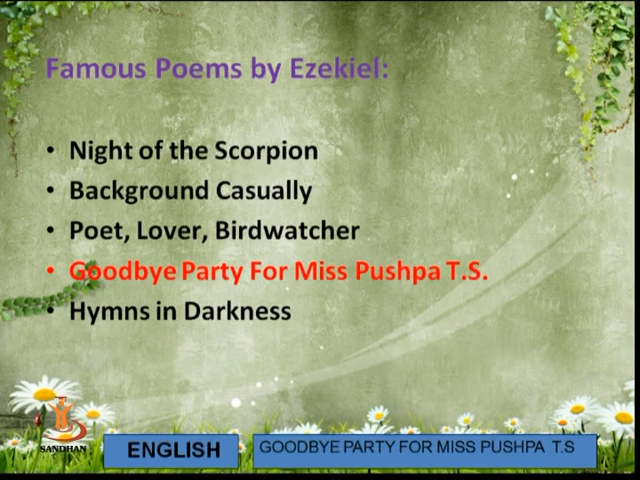 Famous Poems by Ezekiel:
• Night of the Scorpion
• Background Casually
• Poet, Lover, Birdwatcher
• Goodbye Party For Miss Pushpa T.S.
• Hymns in Darkness
SANDHAN
ENGLISH
GOODBYE PARTY FOR MISS PUSHPA T.S